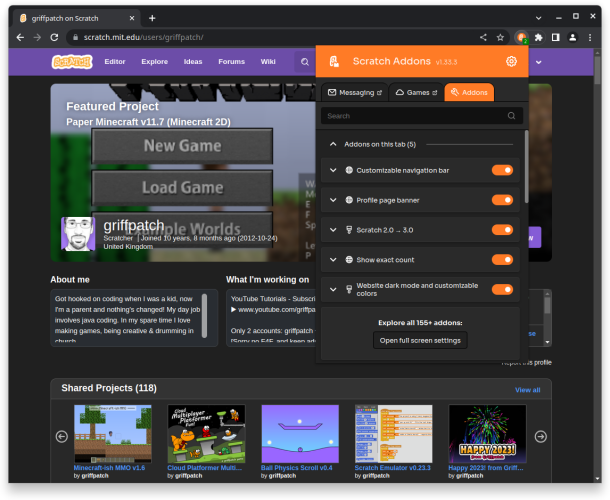 griffpatch on Scratch
scratch.mit.edu/users/griffpatch/
SCRATCH
Editor
Explore
Ideas
Forums
Wiki
Scratch Addons v1.33.3
Messaging
Games
Addons
Search
Addons on this tab (5)
Customizable navigation bar
Profile page banner
Scratch 2.0 → 3.0
Show exact count
Website dark mode and customizable
colors
Explore all 155+ addons:
Open full screen settings
Featured Project
Paper Minecraft v11.7 (Minecraft 2D)
New Game
Load Game
Example Worlds
griffpatch
Scratcher | Joined 10 years, 8 months ago (2012-10-24)
United Kingdom
About me
Got hooked on coding when I was a kid, now
I'm a parent and nothing's changed! My day job
involves java coding. In my spare time I love
making games, being creative & drumming in
church
What I'm working on
YouTube Tutorials - Subscri
▶ www.youtube.com/griffpa
Only 2 accounts: griffpatch
[Sorry no F4F, and keep ad
Report this profile
Shared Projects (118)
View all
Cloud
Multiplayer
Platformer
Fun!
HAPPY 2023!
Minecraft-ish MMO v1.6
by griffpatch
Cloud Platformer Multi...
by griffpatch
Ball Physics Scroll v0.4
by griffpatch
Scratch Emulator v0.23.3
by griffpatch
Happy 2023! from Griff...
by griffpatch